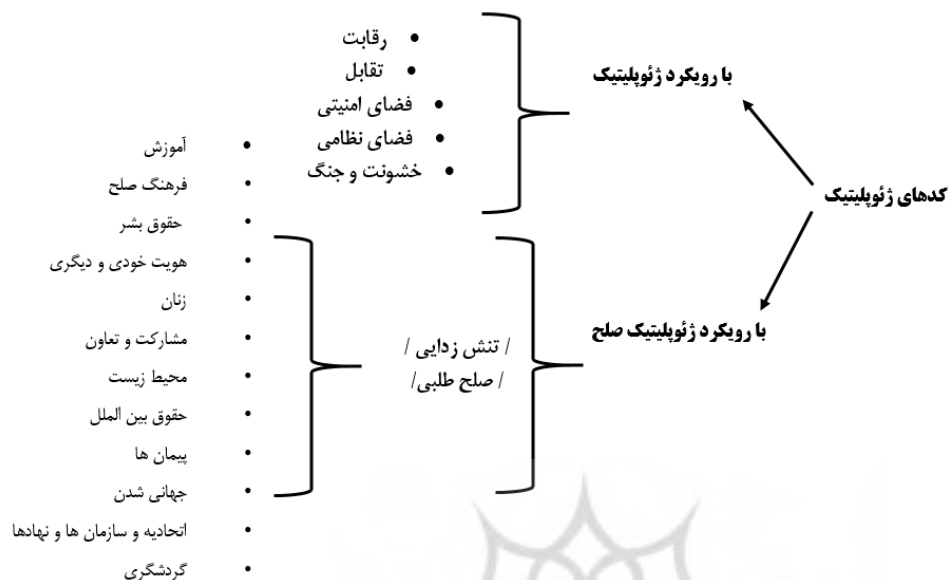 کدهای ژئوپلیتیک
با رویکرد ژئوپلیتیک
• رقابت
• تقابل
• فضای امنیتی
• فضای نظامی
• خشونت و جنگ
با رویکرد ژئوپلیتیک صلح
/ تنش زدایی /
/ صلح طلبی/
• آموزش
• فرهنگ صلح
• حقوق بشر
• هویت خودی و دیگری
• زنان
• مشارکت و تعاون
• محیط زیست
• حقوق بین الملل
• پیمان ها
• جهانی شدن
• اتحادیه و سازمان ها و نهادها
• گردشگری